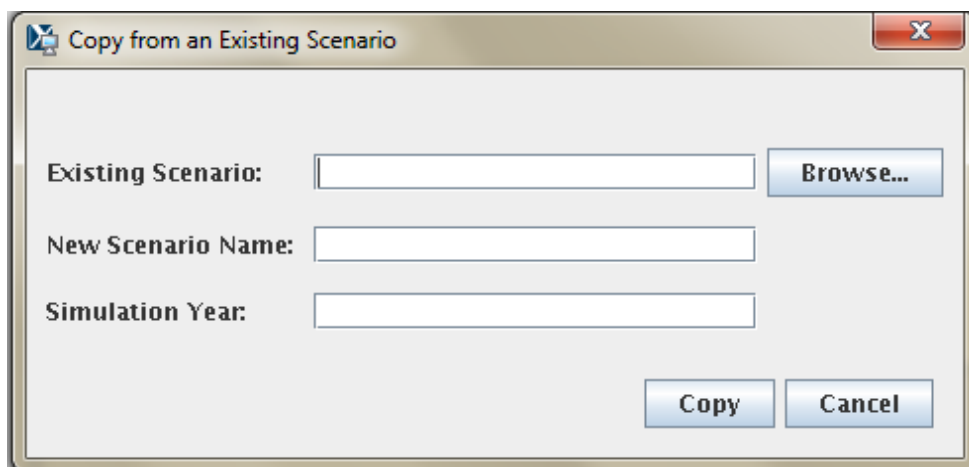 Copy from an Existing Scenario
Existing Scenario:
Browse...
New Scenario Name:
Simulation Year:
Copy
Cancel